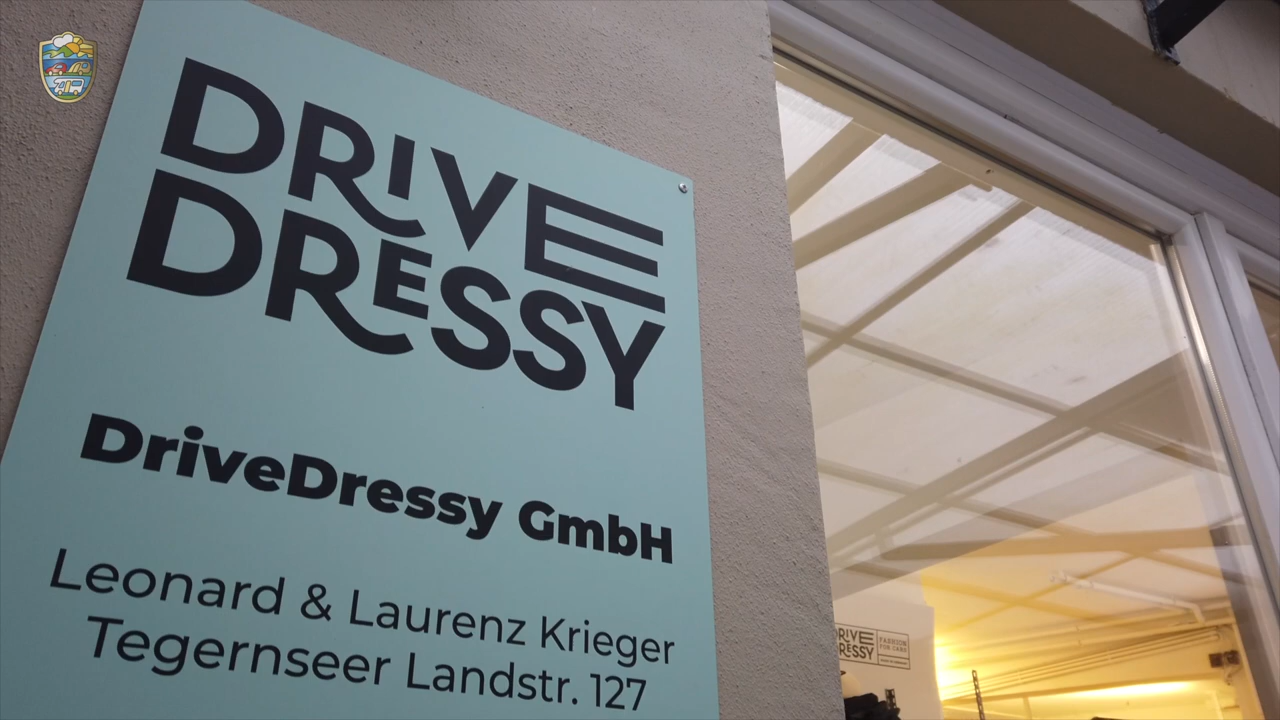 DRIVE
DRESSY
DriveDressy GmbH
Leonard & Laurenz Krieger
Tegernseer Landstr. 127
DRIVE
DRESSY
FASHION
FOR CARS